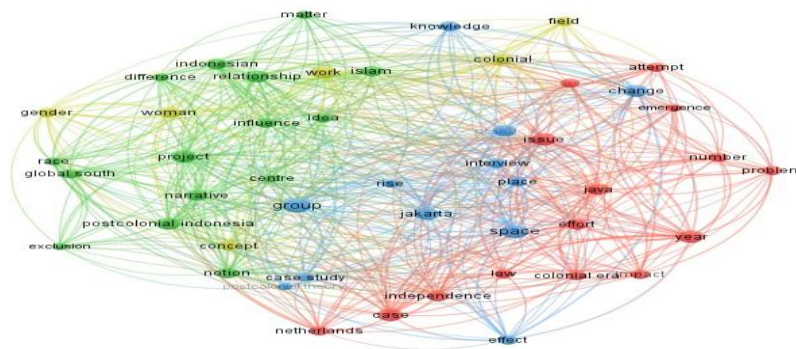 matter
knowledge
field
indonesian
colonial
attempt
difference
relationship
work
islam
change
gender
woman
influence
idea
emergence
issue
race
project
interview
number
global south
centre
rise
place
problem
narrative
java
group
jakarta
postcolonial indonesia
effort
space
year
exclusion
concept
notion
case study
low
colonial era
impact
postcolonial theory
independence
case
netherlands
effect